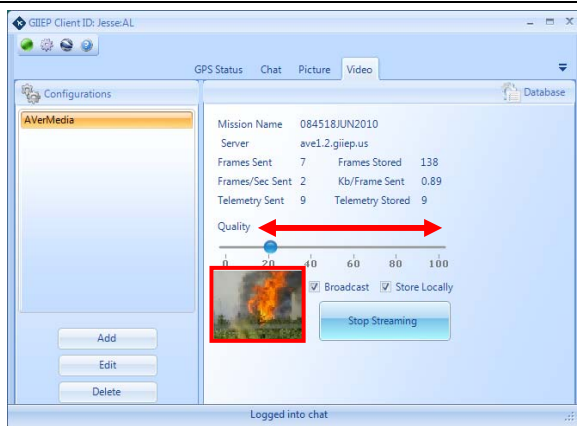 GIIEP Client ID: Jesse:AL
GPS Status Chat Picture Video
Configurations
Database
AVerMedia
Mission Name 084518JUN2010
Server ave1.2.giiep.us
Frames Sent 7 Frames Stored 138
Frames/Sec Sent 2 Kb/Frame Sent 0.89
Telemetry Sent 9 Telemetry Stored 9
Quality
0 20 40 60 80 100
Broadcast Store Locally
Stop Streaming
Add
Edit
Delete
Logged into chat